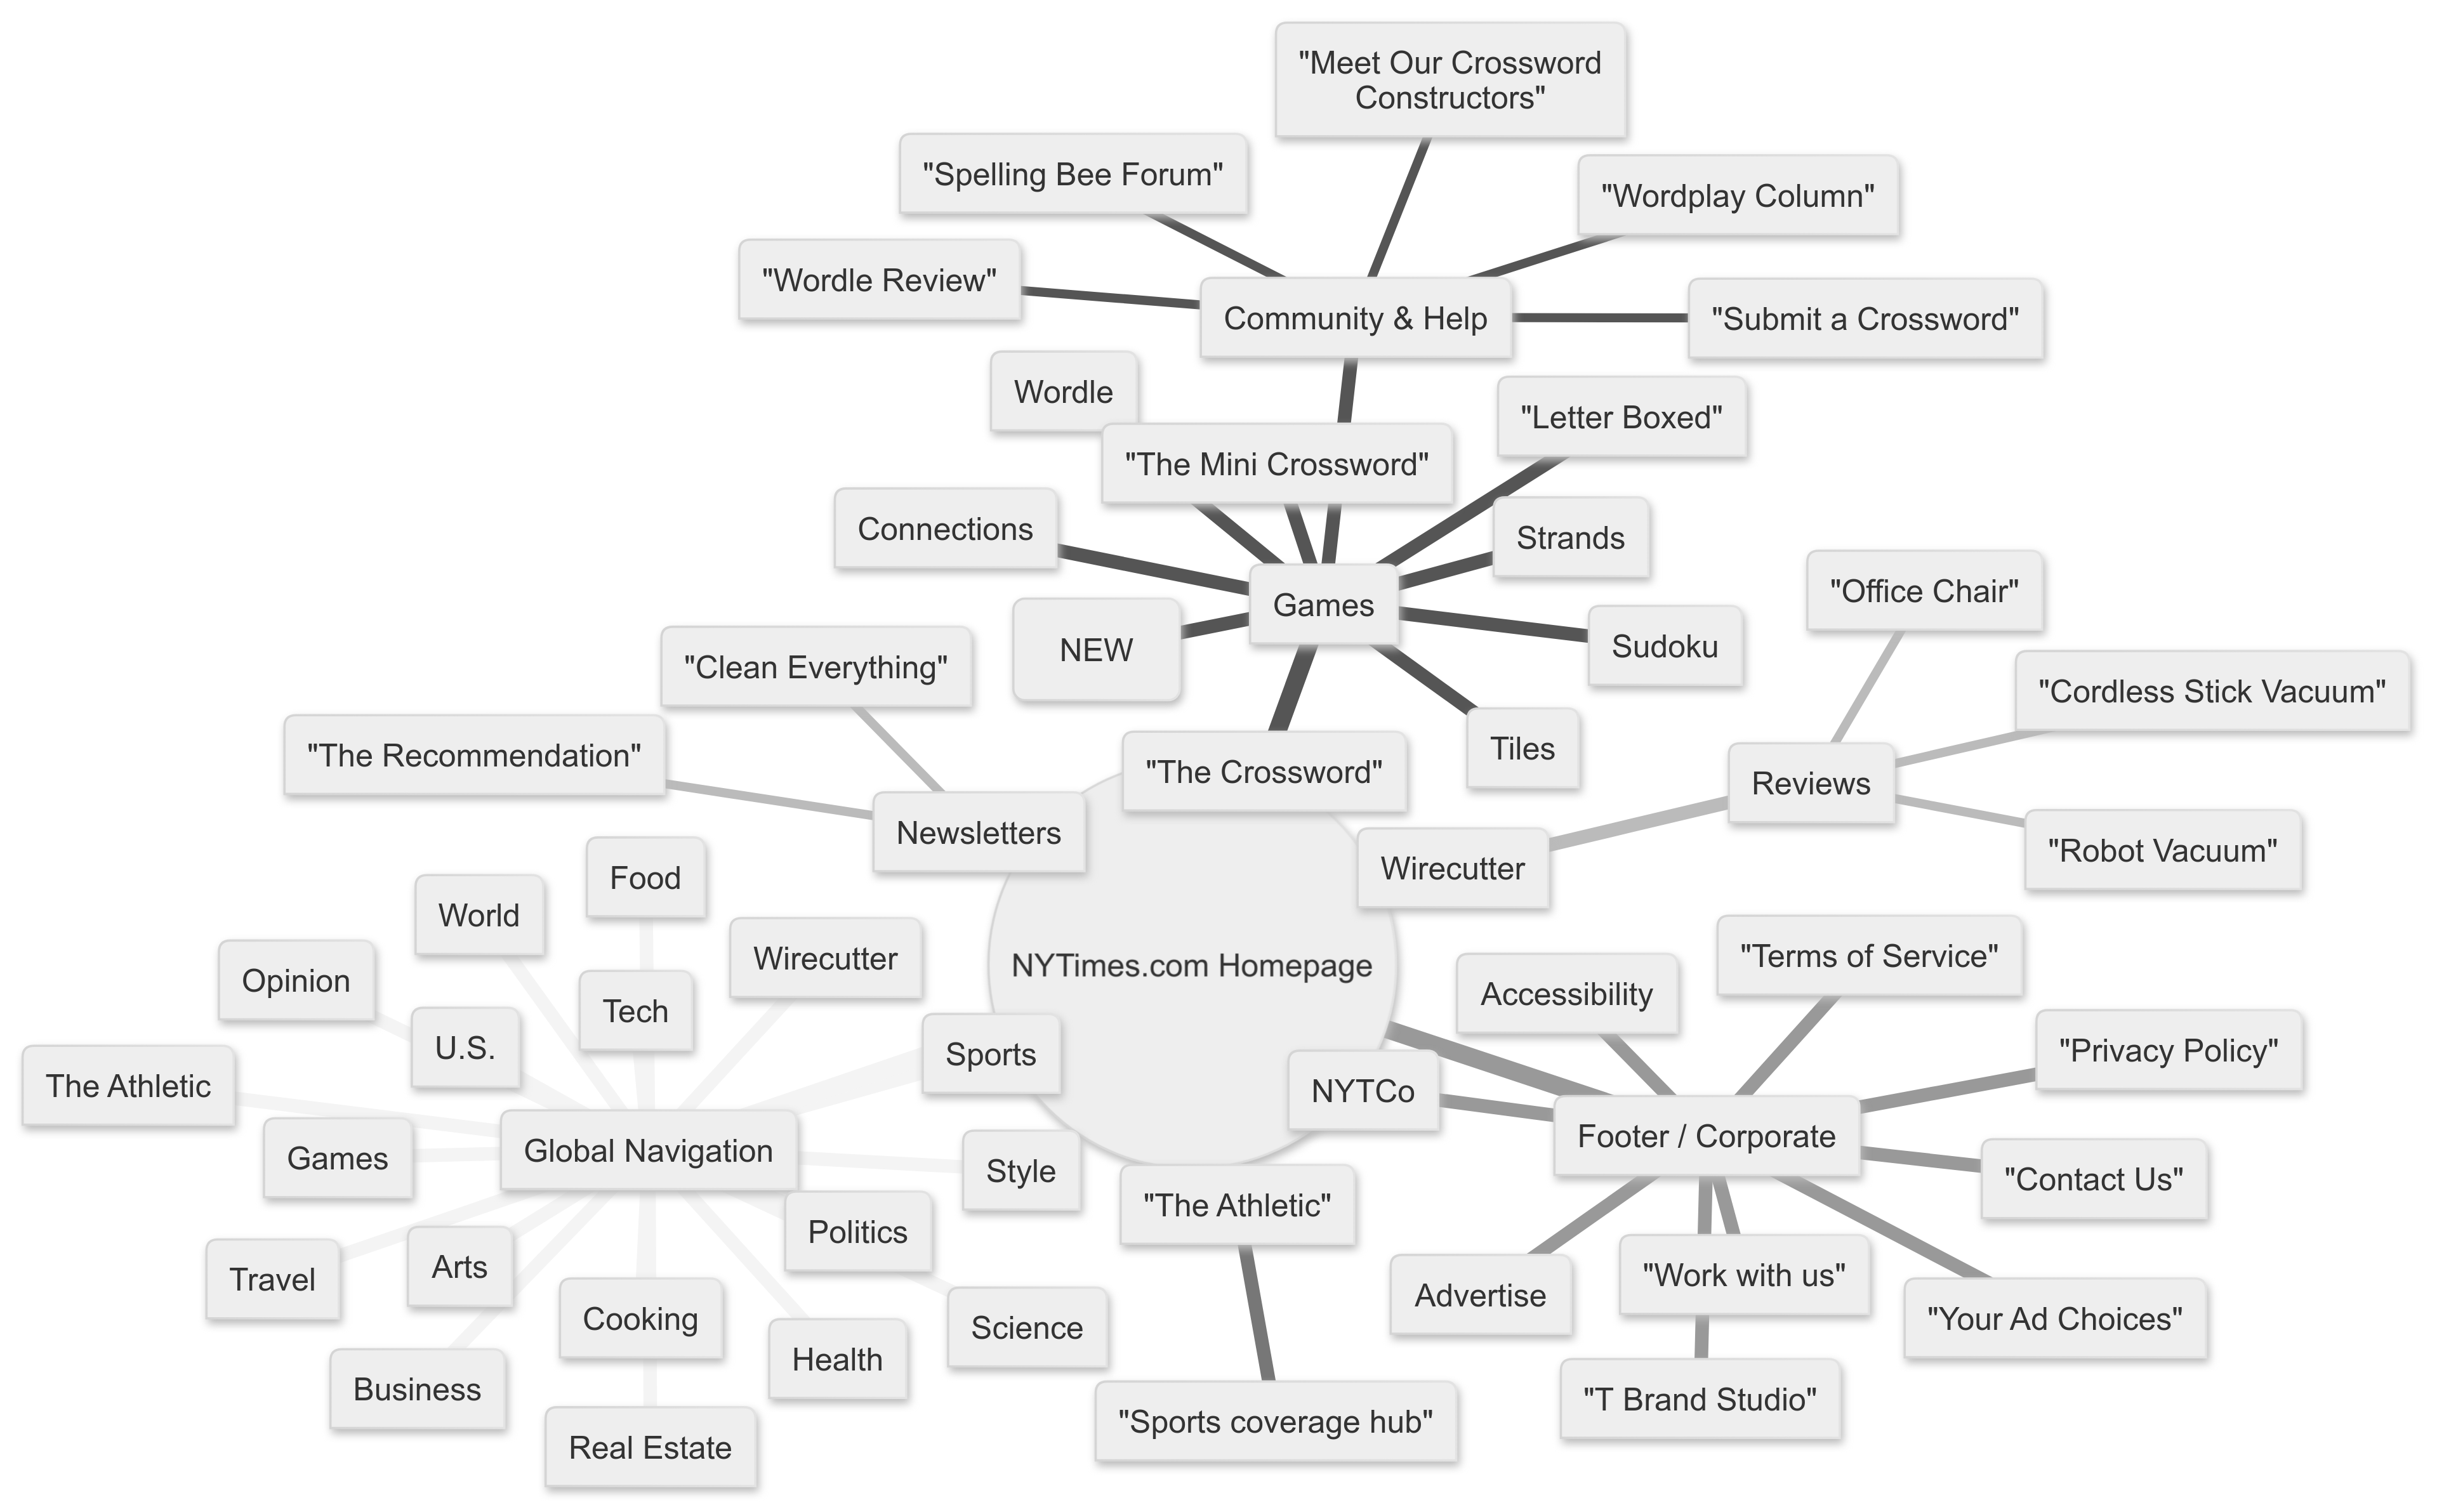 "Meet Our Crossword
Constructors"
"Spelling Bee Forum"
"Wordplay Column"
"Wordle Review"
Community & Help
"Submit a Crossword"
Wordle
"Letter Boxed"
"The Mini Crossword"
Connections
Strands
"Office Chair"
Games
NEW
Sudoku
"Clean Everything"
"Cordless Stick Vacuum"
"The Recommendation"
Tiles
"The Crossword"
Reviews
Newsletters
"Robot Vacuum"
Wirecutter
Food
World
Wirecutter
NYTimes.com Homepage
"Terms of Service"
Opinion
Accessibility
Tech
U.S.
Sports
"Privacy Policy"
The Athletic
NYTCo
Games
Global Navigation
Footer / Corporate
Style
"Contact Us"
"The Athletic"
Politics
Travel
Arts
"Work with us"
Advertise
Cooking
"Your Ad Choices"
Science
Health
Business
"T Brand Studio"
"Sports coverage hub"
Real Estate